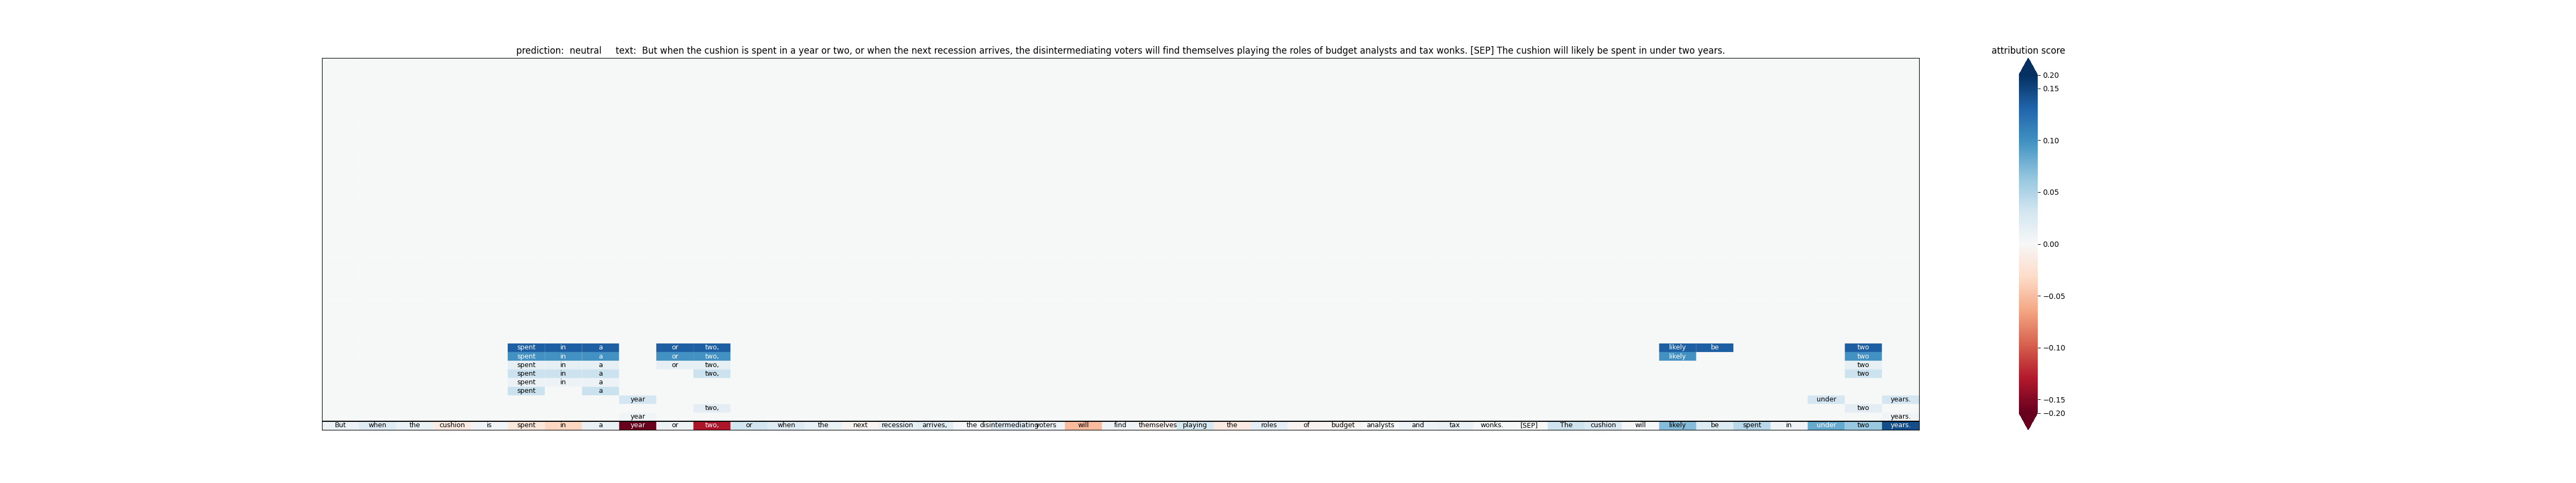 prediction: neutral text: But when the cushion is spent in a year or two, or when the next recession arrives, the disintermediating voters will find themselves playing the roles of budget analysts and tax wonks. [SEP] The cushion will likely be spent in under two years.
attribution score
0.20
0.15
0.10
0.05
0.00
−0.05
−0.10
−0.15
−0.20
spent in a or two, likely be two
spent in a or two, likely two
spent in a or two, two
spent in a two, two
spent in a
spent a
year under years.
two, two
year years.
But when the cushion is spent in a year or two, or when the next recession arrives, the disintermediating voters will find themselves playing the roles of budget analysts and tax wonks. [SEP] The cushion will likely be spent in under two years.